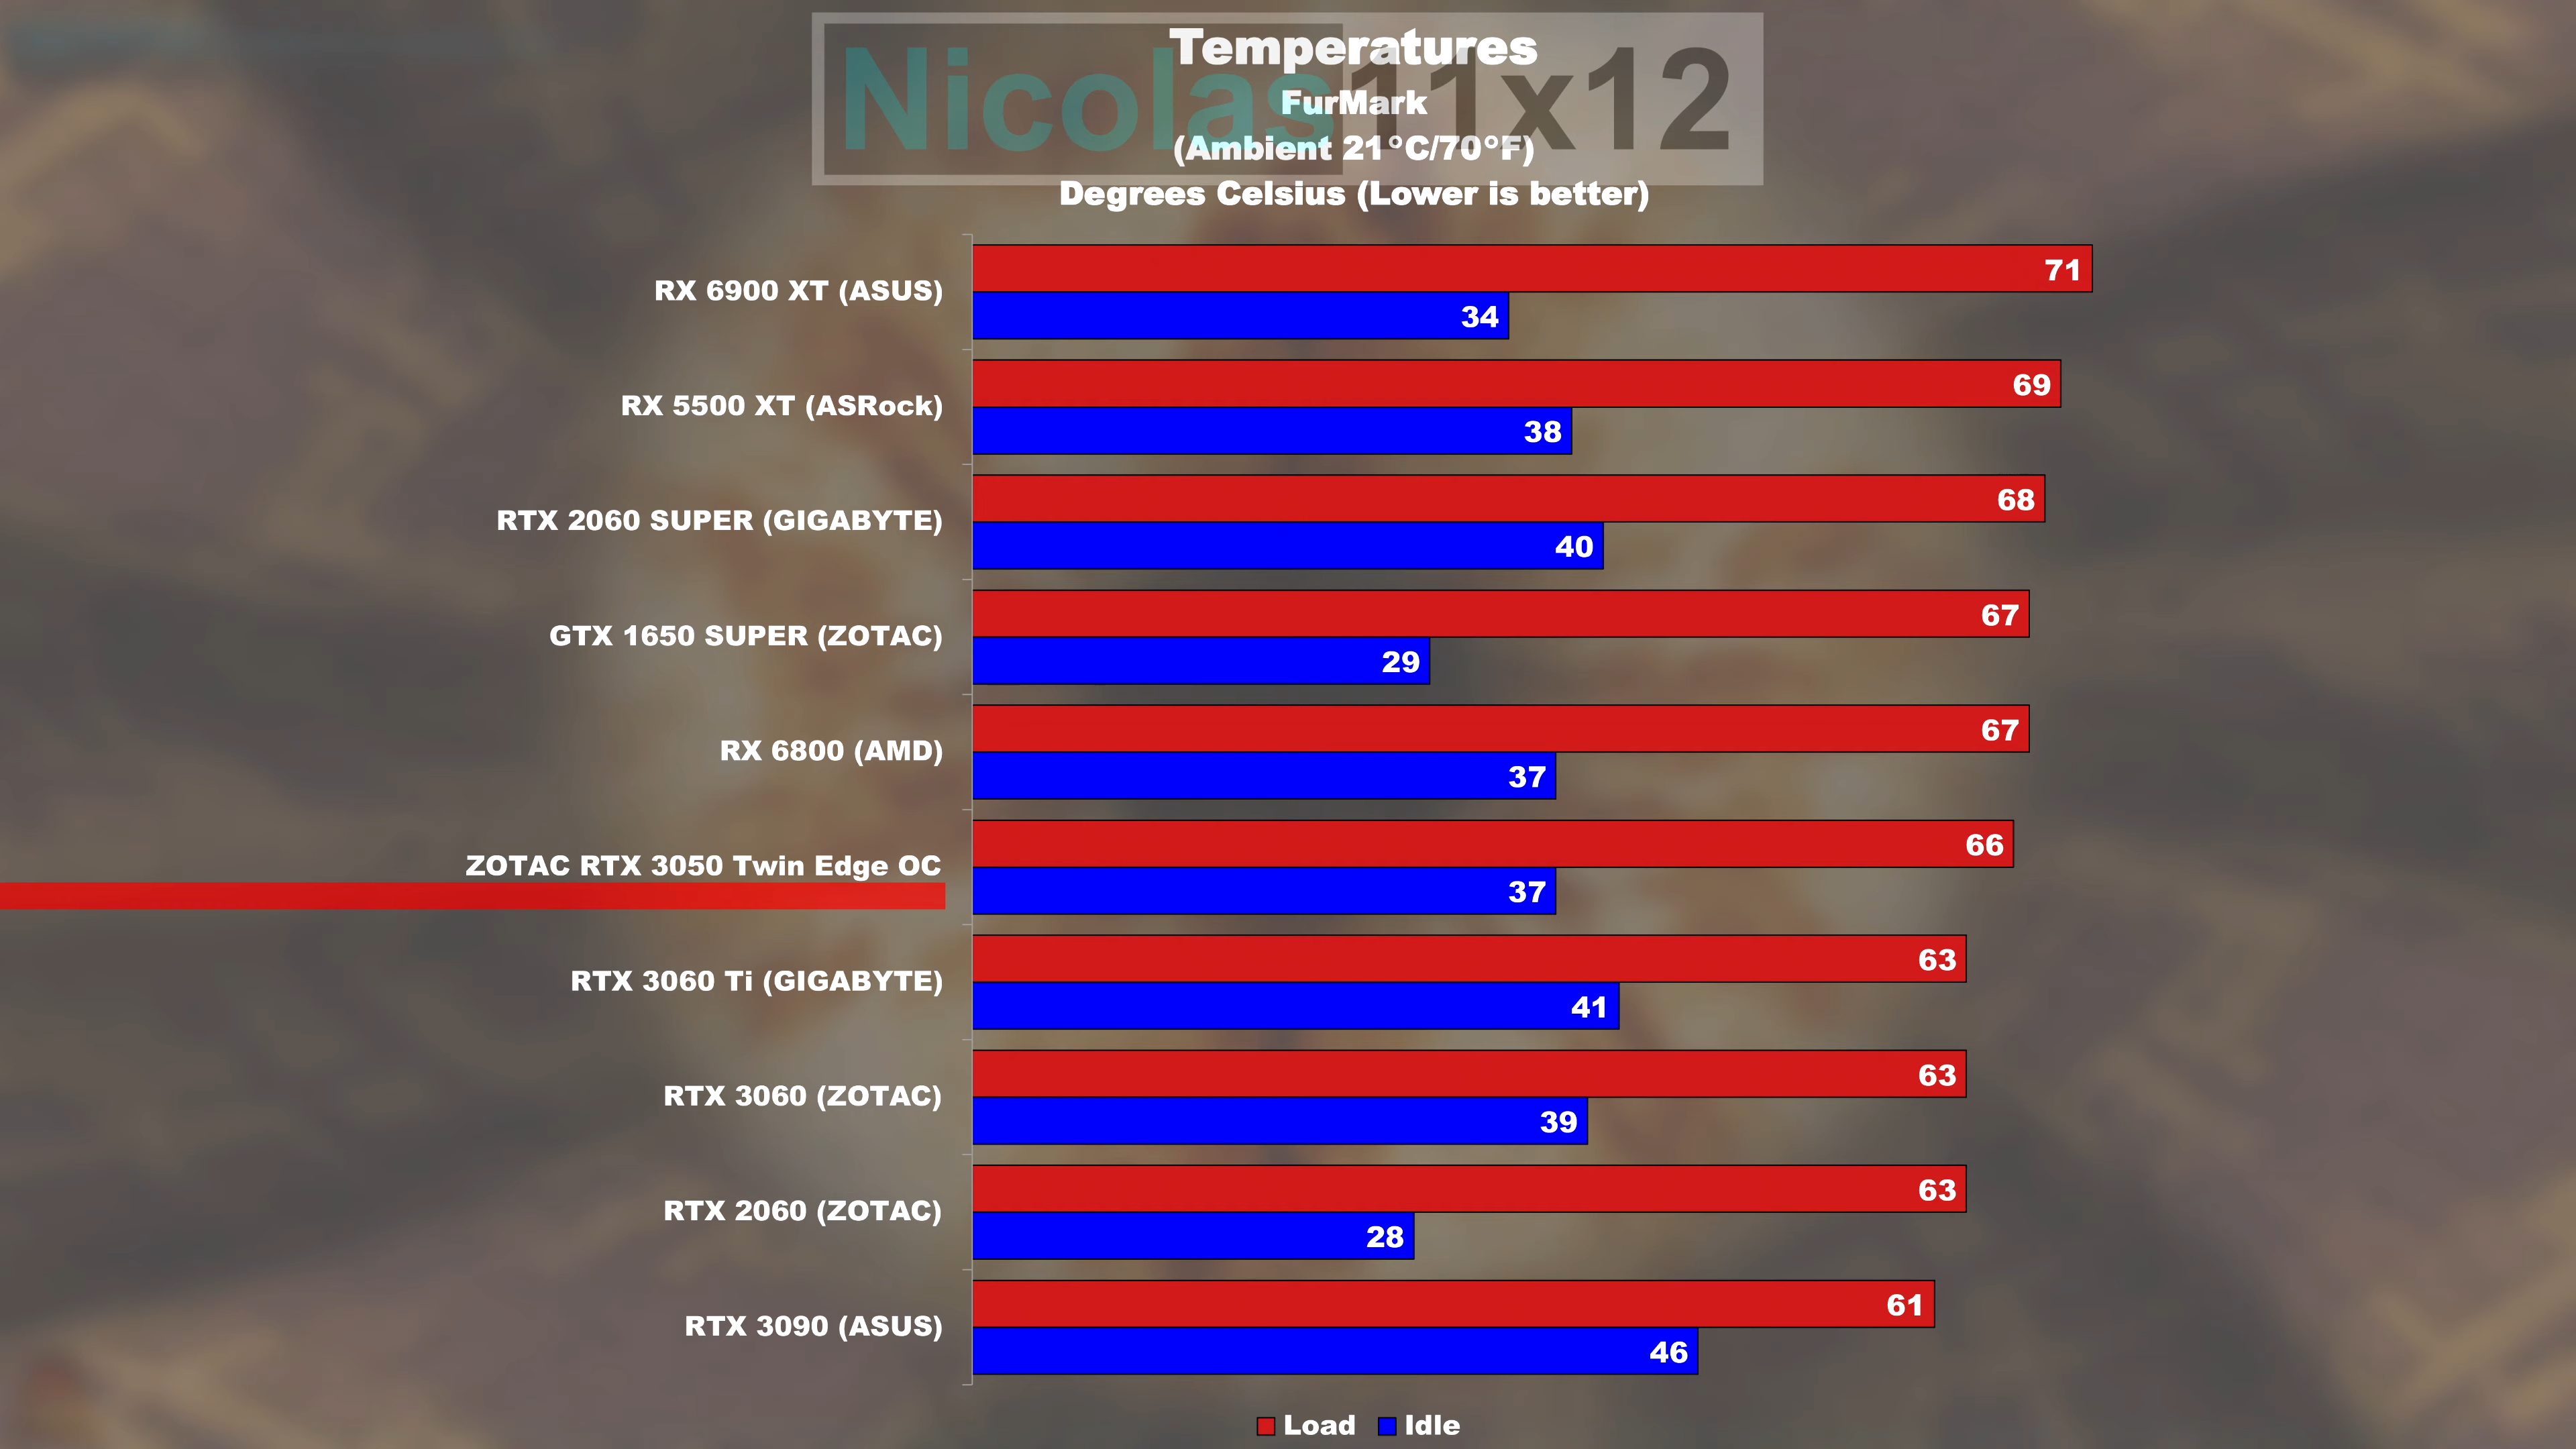 Nicolas11x12
Temperatures
FurMark
(Ambient 21°C/70°F)
Degrees Celsius (Lower is better)
RX 6900 XT (ASUS)
71
34
RX 5500 XT (ASRock)
69
38
RTX 2060 SUPER (GIGABYTE)
68
40
GTX 1650 SUPER (ZOTAC)
67
29
RX 6800 (AMD)
67
37
ZOTAC RTX 3050 Twin Edge OC
66
37
RTX 3060 Ti (GIGABYTE)
63
41
RTX 3060 (ZOTAC)
63
39
RTX 2060 (ZOTAC)
63
28
RTX 3090 (ASUS)
61
46
Load Idle